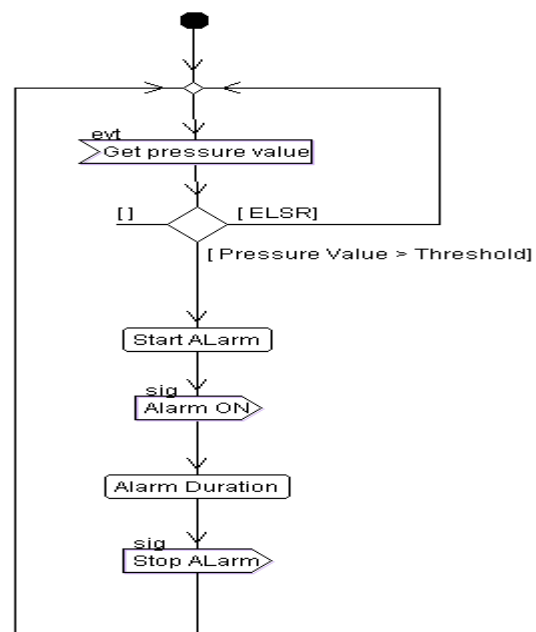 evt
Get pressure value
[ ] [ ELSR]
[ Pressure Value > Threshold]
Start ALarm
sig
Alarm ON
Alarm Duration
sig
Stop ALarm